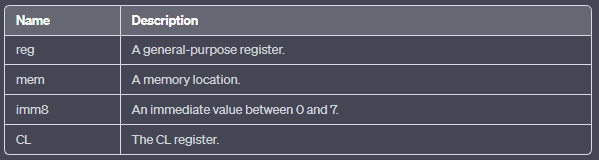 Name Description
reg A general-purpose register.
mem A memory location.
imm8 An immediate value between 0 and 7.
CL The CL register.